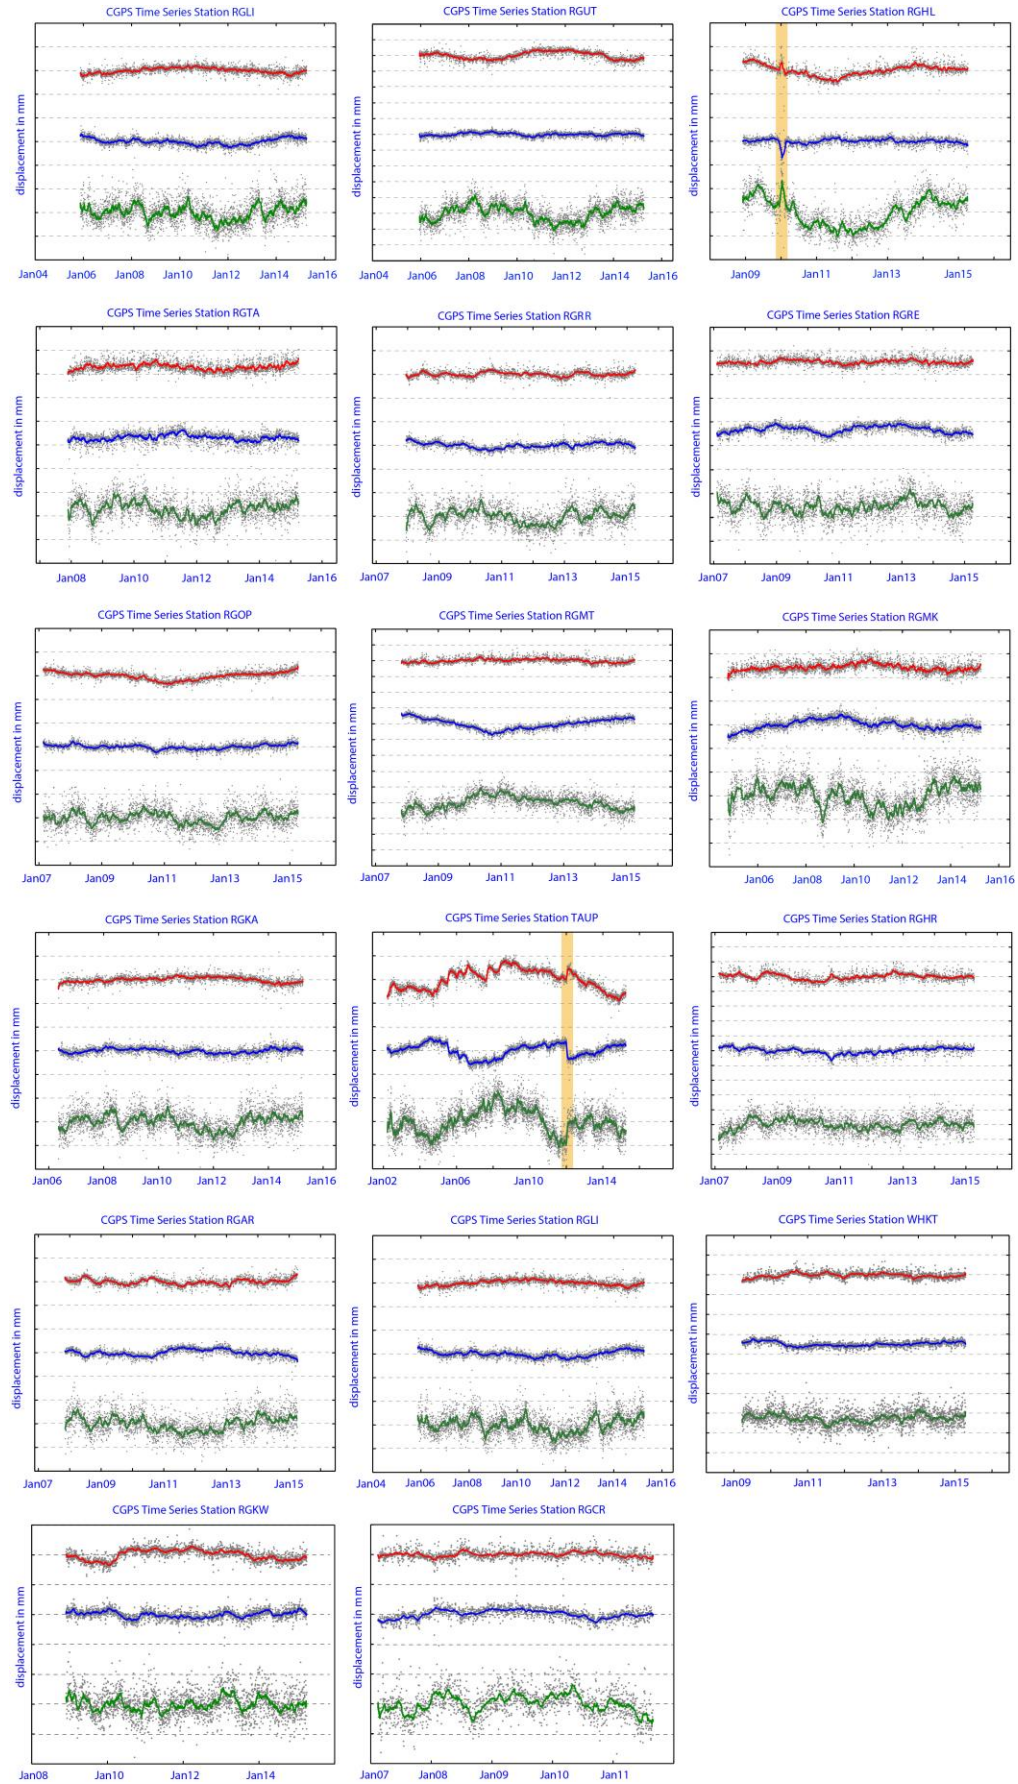 CGPS Time Series Station RGLI
CGPS Time Series Station RGUT
CGPS Time Series Station RGHL
displacement in mm
displacement in mm
displacement in mm
Jan04 Jan06 Jan08 Jan10 Jan12 Jan14 Jan16
Jan04 Jan06 Jan08 Jan10 Jan12 Jan14 Jan16
Jan09 Jan11 Jan13 Jan15
CGPS Time Series Station RGTA
CGPS Time Series Station RGRR
CGPS Time Series Station RGRE
displacement in mm
displacement in mm
displacement in mm
Jan08 Jan10 Jan12 Jan14 Jan16
Jan07 Jan09 Jan11 Jan13 Jan15
Jan07 Jan09 Jan11 Jan13 Jan15
CGPS Time Series Station RGOP
CGPS Time Series Station RGMT
CGPS Time Series Station RGMK
displacement in mm
displacement in mm
displacement in mm
Jan07 Jan09 Jan11 Jan13 Jan15
Jan07 Jan09 Jan11 Jan13 Jan15
Jan06 Jan08 Jan10 Jan12 Jan14 Jan16
CGPS Time Series Station RGKA
CGPS Time Series Station TAUP
CGPS Time Series Station RGHR
displacement in mm
displacement in mm
displacement in mm
Jan06 Jan08 Jan10 Jan12 Jan14 Jan16
Jan02 Jan06 Jan10 Jan14
Jan07 Jan09 Jan11 Jan13 Jan15
CGPS Time Series Station RGAR
CGPS Time Series Station RGLI
CGPS Time Series Station WHKT
displacement in mm
displacement in mm
displacement in mm
Jan07 Jan09 Jan11 Jan13 Jan15
Jan04 Jan06 Jan08 Jan10 Jan12 Jan14 Jan16
Jan09 Jan11 Jan13 Jan15
CGPS Time Series Station RGKW
CGPS Time Series Station RGCR
displacement in mm
displacement in mm
Jan08 Jan10 Jan12 Jan14
Jan07 Jan08 Jan09 Jan10 Jan11